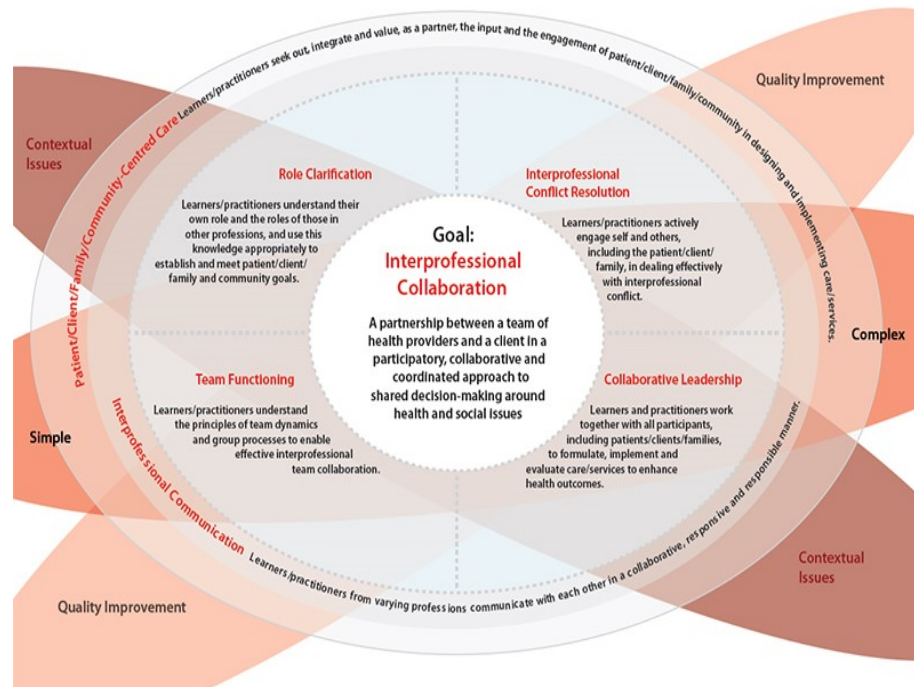 Learners/practitioners seek out, integrate and value, as a partner, the input and the engagement of patient/client/family/community in designing and implementing care/services.
Patient/Client/Family/Community-Centred Care
Quality Improvement
Contextual
Issues
Role Clarification
Learners/practitioners understand their
own role and the roles of those in
other professions, and use this
knowledge appropriately to
establish and meet patient/client/
family and community goals.
Interprofessional
Conflict Resolution
Learners/practitioners actively
engage self and others,
including the patient/client/
family, in dealing effectively
with interprofessional
conflict.
Goal:
Interprofessional
Collaboration
A partnership between a team of
health providers and a client in a
participatory, collaborative and
coordinated approach to
shared decision-making around
health and social issues
Complex
Team Functioning
Learners/practitioners understand
the principles of team dynamics
and group processes to enable
effective interprofessional
team collaboration.
Collaborative Leadership
Learners and practitioners work
together with all participants,
including patients/clients/families,
to formulate, implement and
evaluate care/services to enhance
health outcomes.
Simple
Interprofessional Communication
Learners/practitioners from varying professions communicate with each other in a collaborative, responsive and responsible manner.
Contextual
Issues
Quality Improvement